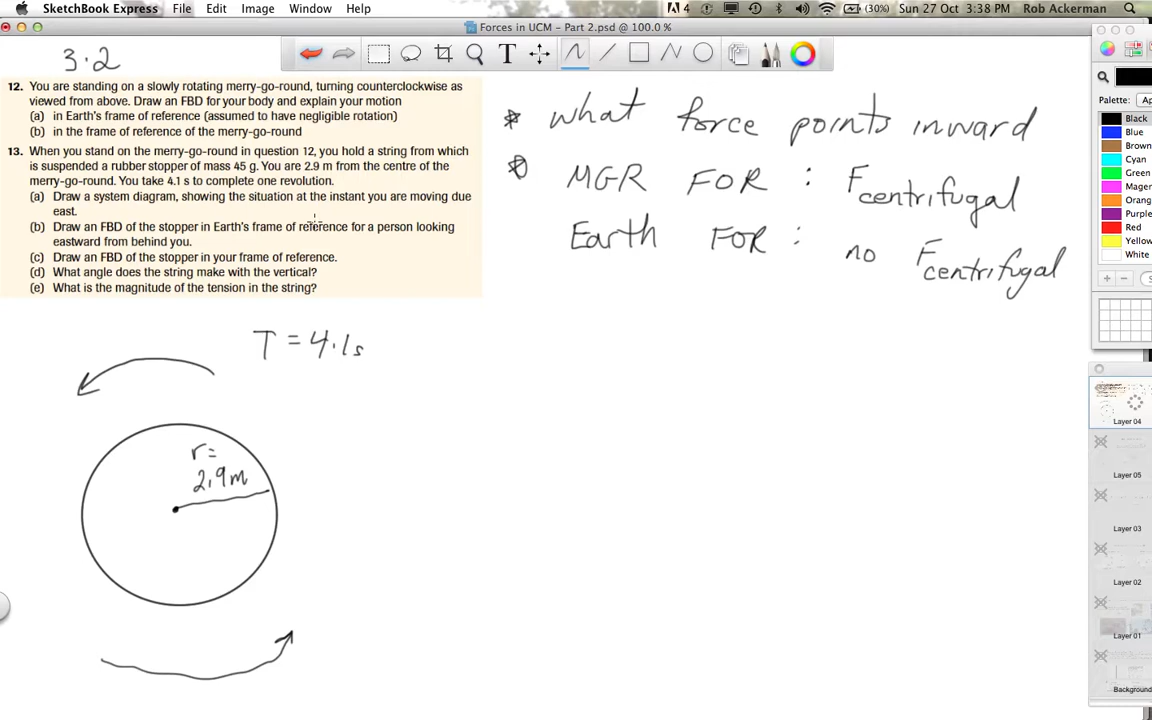 SketchBook Express File Edit Image Window Help
4 (30%) Sun 27 Oct 3:38 PM Rob Ackerman
Forces in UCM - Part 2.psd @ 100.0 %
T
3.2
12. You are standing on a slowly rotating merry-go-round, turning counterclockwise as
viewed from above. Draw an FBD for your body and explain your motion
(a) in Earth's frame of reference (assumed to have negligible rotation)
(b) in the frame of reference of the merry-go-round
13. When you stand on the merry-go-round in question 12, you hold a string from which
is suspended a rubber stopper of mass 45 g. You are 2.9 m from the centre of the
merry-go-round. You take 4.1 s to complete one revolution.
(a) Draw a system diagram, showing the situation at the instant you are moving due
east.
(b) Draw an FBD of the stopper in Earth's frame of reference for a person looking
eastward from behind you.
(c) Draw an FBD of the stopper in your frame of reference.
(d) What angle does the string make with the vertical?
(e) What is the magnitude of the tension in the string?
* what force points inward
* MGR FOR : Fcentrifugal
Earth FOR : no Fcentrifugal
T = 4.1s
r =
2.9m
Palette: Ap
Black
Blue
Brown
Cyan
Green
Mager
Orang
Purple
Red
Yellow
White
Layer 04
Layer 05
Layer 03
Layer 02
Layer 01
Background